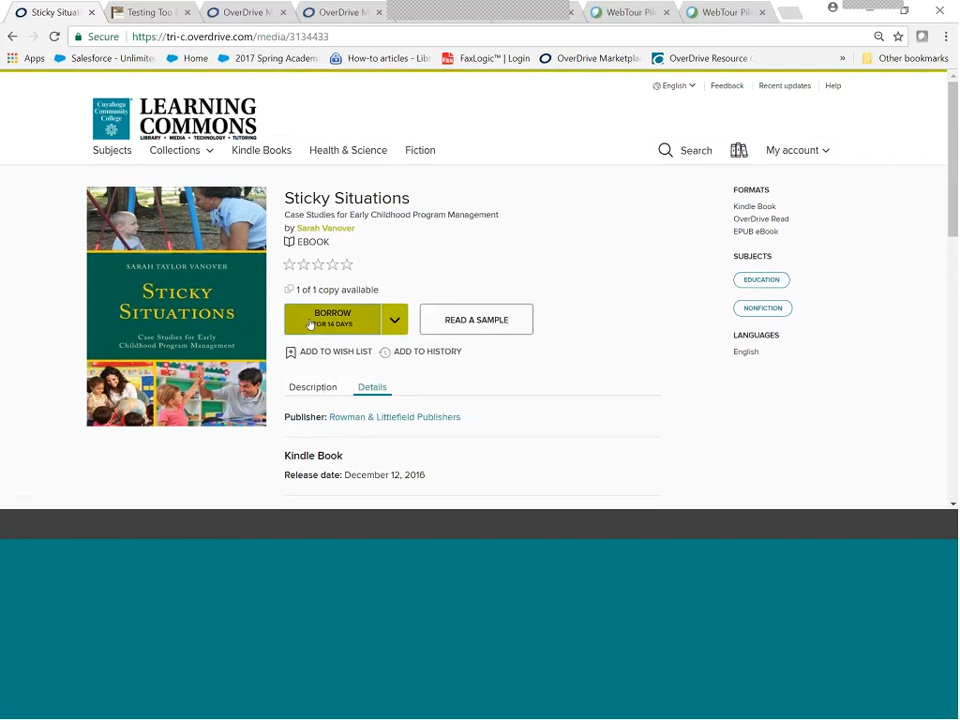 Sticky Situa
Testing Too
OverDrive M
OverDrive M
WebTour Pl
WebTour Pl
Secure
https://tri-c.overdrive.com/media/3134433
Apps
Salesforce - Unlimite
Home
2017 Spring Academ
How-to articles - Libr
FaxLogic™ | Login
OverDrive Marketpla
OverDrive Resource C
»
Other bookmarks
English
Feedback
Recent updates
Help
Cuyahoga
Community
College
LEARNING
COMMONS
LIBRARY • MEDIA • TECHNOLOGY • TUTORING
Subjects
Collections
Kindle Books
Health & Science
Fiction
Search
My account
SARAH TAYLOR VANOVER
STICKY
SITUATIONS
Case Studies for Early
Childhood Program Management
Sticky Situations
Case Studies for Early Childhood Program Management
by Sarah Vanover
EBOOK
1 of 1 copy available
BORROW
FOR 14 DAYS
READ A SAMPLE
ADD TO WISH LIST
ADD TO HISTORY
Description
Details
Publisher: Rowman & Littlefield Publishers
Kindle Book
Release date: December 12, 2016
FORMATS
Kindle Book
OverDrive Read
EPUB eBook
SUBJECTS
EDUCATION
NONFICTION
LANGUAGES
English